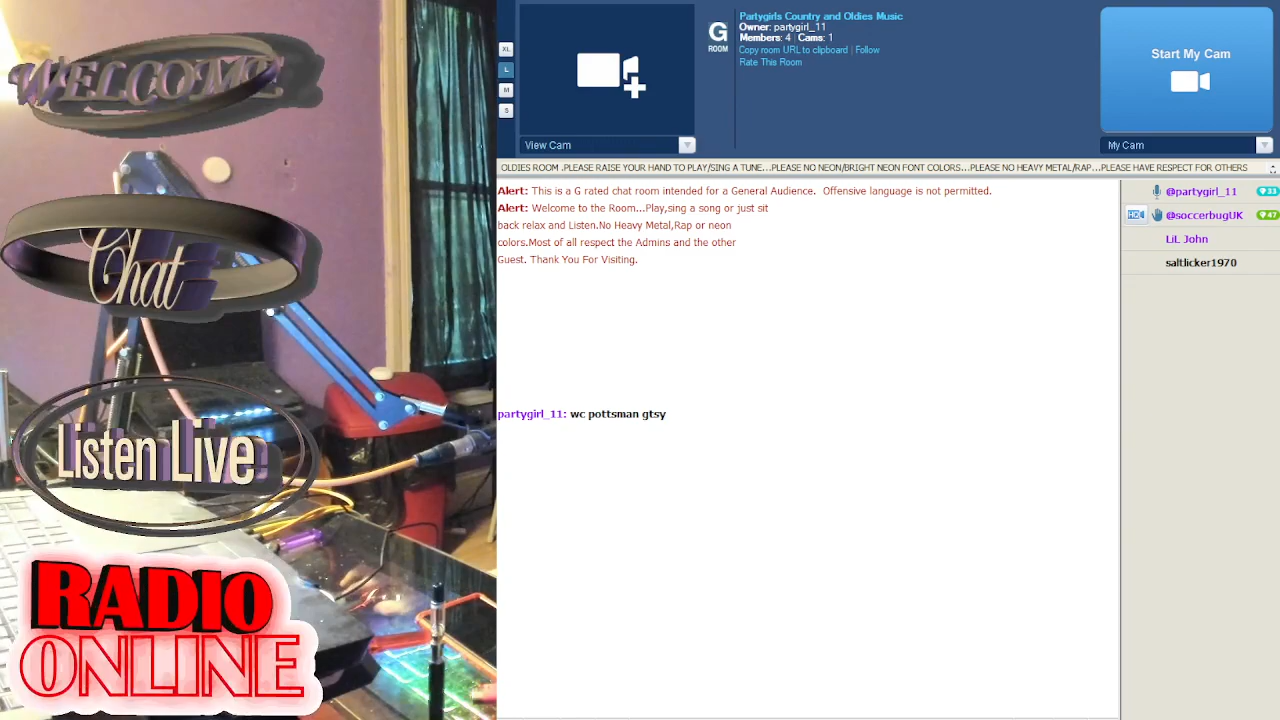 WELCOME
Chat
Listen Live
RADIO
ONLINE
XL
L
M
S
View Cam
G
ROOM
Partygirls Country and Oldies Music
Owner: partygirl_11
Members: 4 | Cams: 1
Copy room URL to clipboard | Follow
Rate This Room
Start My Cam
My Cam
OLDIES ROOM .PLEASE RAISE YOUR HAND TO PLAY/SING A TUNE...PLEASE NO NEON/BRIGHT NEON FONT COLORS...PLEASE NO HEAVY METAL/RAP...PLEASE HAVE RESPECT FOR OTHERS
Alert: This is a G rated chat room intended for a General Audience.  Offensive language is not permitted.
Alert: Welcome to the Room...Play,sing a song or just sit
back relax and Listen.No Heavy Metal,Rap or neon
colors.Most of all respect the Admins and the other
Guest. Thank You For Visiting.
partygirl_11: wc pottsman gtsy
@partygirl_11 33
HD @soccerbugUK 47
LiL John
saltlicker1970